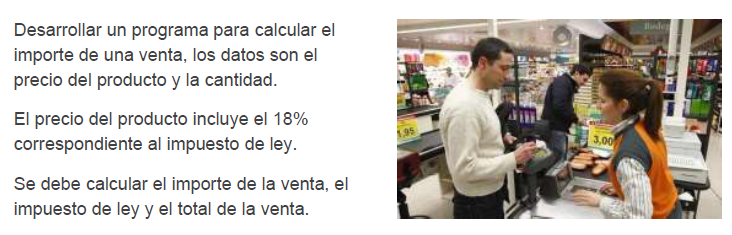 Desarrollar un programa para calcular el
importe de una venta, los datos son el
precio del producto y la cantidad.
El precio del producto incluye el 18%
correspondiente al impuesto de ley.
Se debe calcular el importe de la venta, el
impuesto de ley y el total de la venta.
1,95
3,00